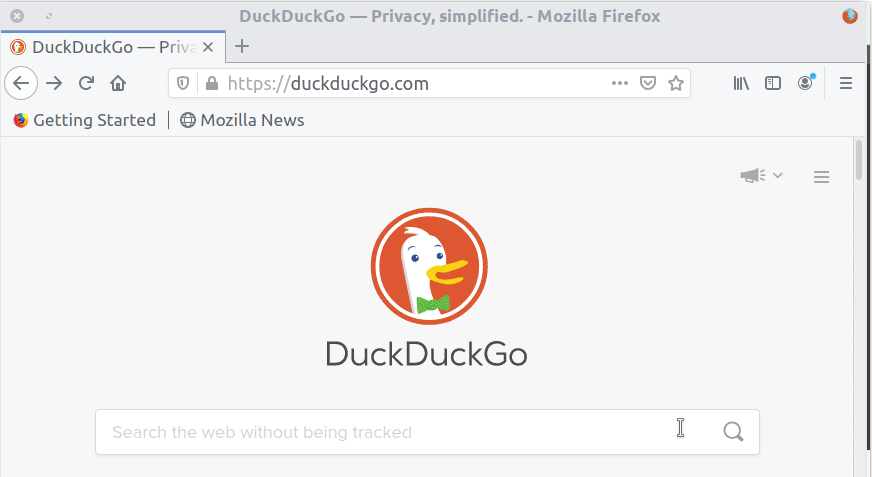 DuckDuckGo — Privacy, simplified. - Mozilla Firefox
DuckDuckGo — Priva
https://duckduckgo.com
Getting Started
Mozilla News
DuckDuckGo
Search the web without being tracked